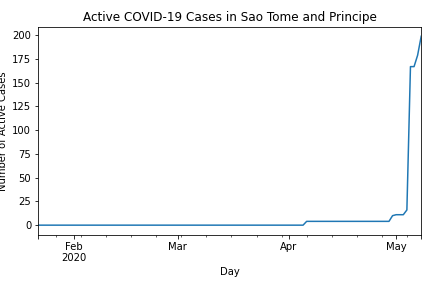 Active COVID-19 Cases in Sao Tome and Principe
Number of Active Cases
200
175
150
125
100
75
50
25
0
Feb
2020
Mar
Apr
May
Day